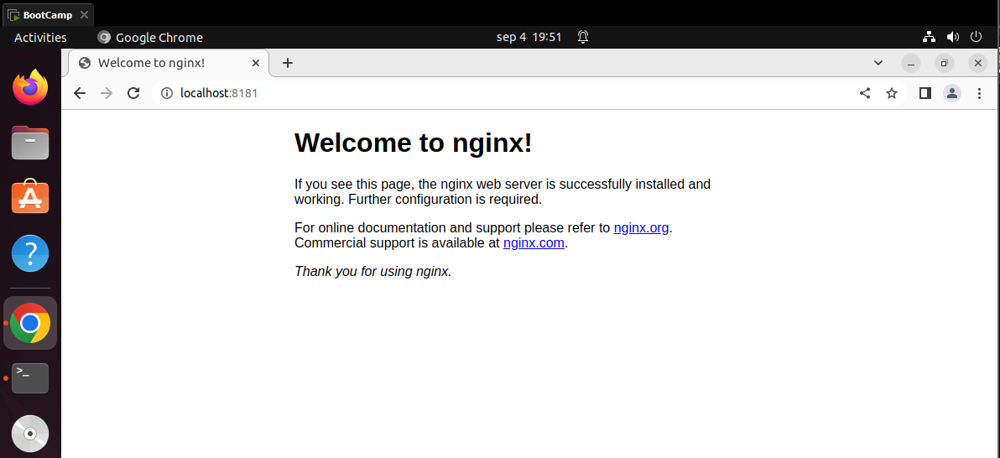 BootCamp
Activities
Google Chrome
sep 4 19:51
Welcome to nginx!
localhost:8181
Welcome to nginx!
If you see this page, the nginx web server is successfully installed and
working. Further configuration is required.
For online documentation and support please refer to nginx.org.
Commercial support is available at nginx.com.
Thank you for using nginx.